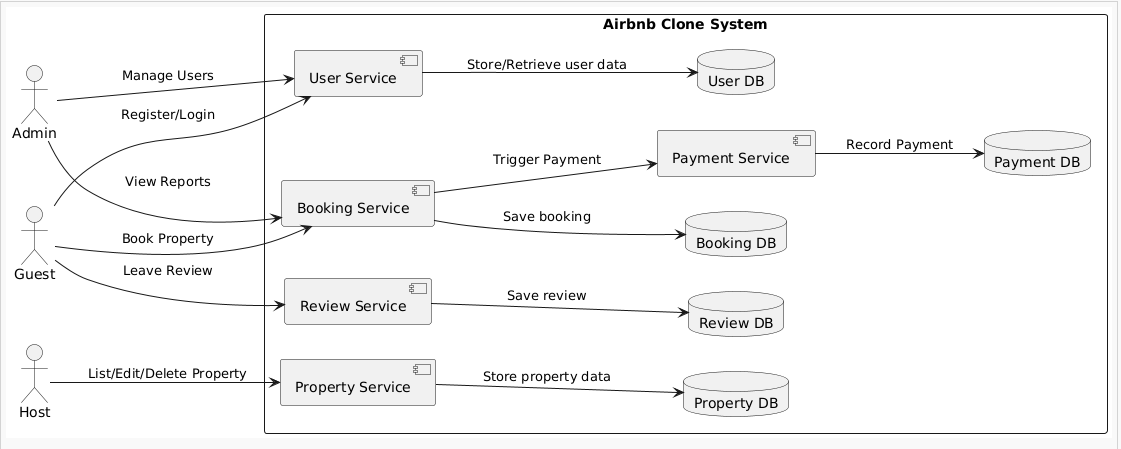 Airbnb Clone System
Manage Users
User Service
Store/Retrieve user data
User DB
Admin
Register/Login
Payment Service
Record Payment
Payment DB
Trigger Payment
View Reports
Booking Service
Save booking
Booking DB
Guest
Book Property
Leave Review
Review Service
Save review
Review DB
Host
List/Edit/Delete Property
Property Service
Store property data
Property DB